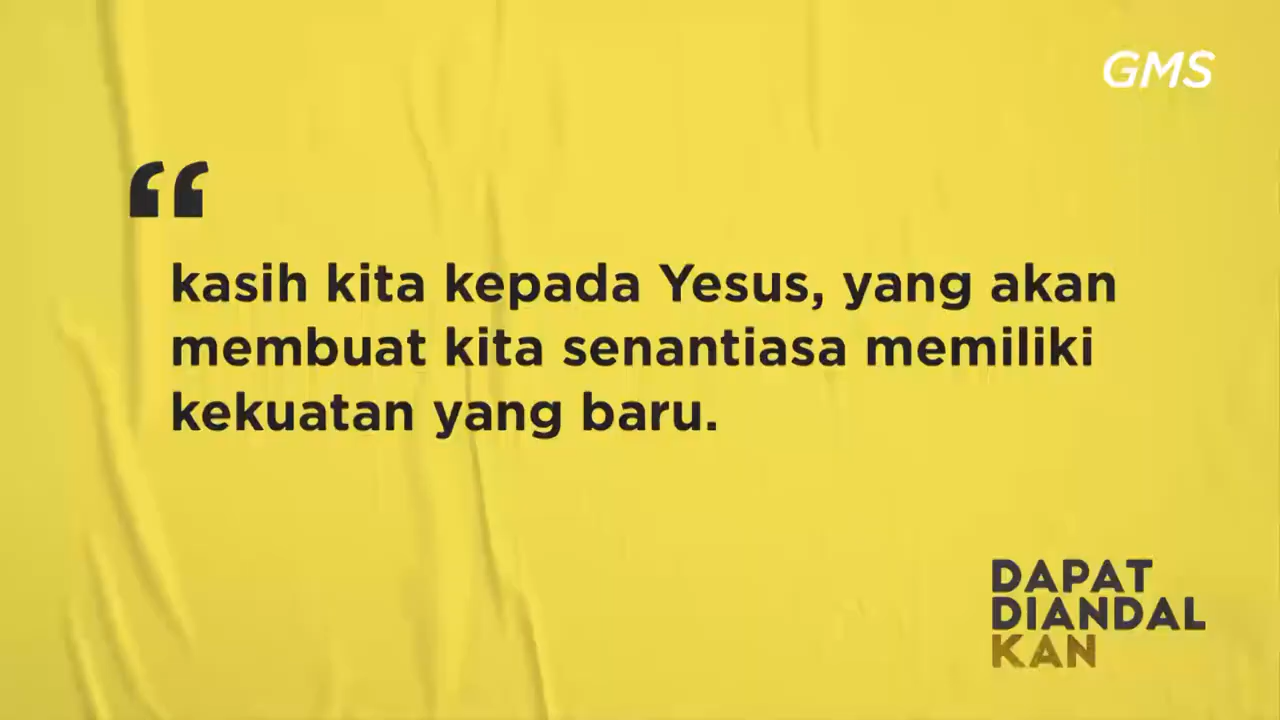 GMS
“
kasih kita kepada Yesus, yang akan
membuat kita senantiasa memiliki
kekuatan yang baru.
DAPAT
DIANDAL
KAN